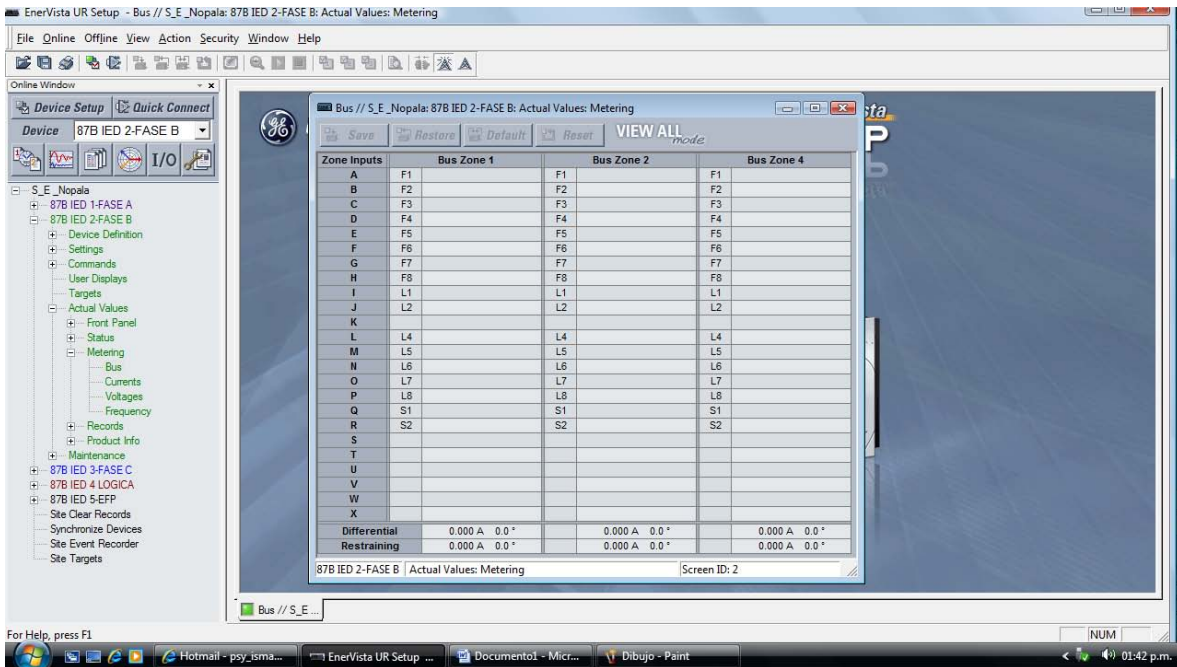 EnerVista UR Setup - Bus // S_E_Nopala: 87B IED 2-FASE B: Actual Values: Metering
File Online Offline View Action Security Window Help
Online Window
Device Setup Quick Connect
Device 87B IED 2-FASE B
I/O
S_E_Nopala
87B IED 1-FASE A
87B IED 2-FASE B
Device Definition
Settings
Commands
User Displays
Targets
Actual Values
Front Panel
Status
Metering
Bus
Currents
Voltages
Frequency
Records
Product Info
Maintenance
87B IED 3-FASE C
87B IED 4 LOGICA
87B IED 5-EFP
Site Clear Records
Synchronize Devices
Site Event Recorder
Site Targets
Bus // S_E_Nopala: 87B IED 2-FASE B: Actual Values: Metering
Save Restore Default Reset VIEW ALL mode
Zone Inputs Bus Zone 1 Bus Zone 2 Bus Zone 4
A F1 F1 F1
B F2 F2 F2
C F3 F3 F3
D F4 F4 F4
E F5 F5 F5
F F6 F6 F6
G F7 F7 F7
H F8 F8 F8
I L1 L1 L1
J L2 L2 L2
K
L L4 L4 L4
M L5 L5 L5
N L6 L6 L6
O L7 L7 L7
P L8 L8 L8
Q S1 S1 S1
R S2 S2 S2
S
T
U
V
W
X
Differential 0.000 A 0.0 ° 0.000 A 0.0 ° 0.000 A 0.0 °
Restraining 0.000 A 0.0 ° 0.000 A 0.0 ° 0.000 A 0.0 °
87B IED 2-FASE B Actual Values: Metering Screen ID: 2
Bus // S_E ...
For Help, press F1
NUM
Hotmail - psy_isma... EnerVista UR Setup ... Documento1 - Micr... Dibujo - Paint 01:42 p.m.